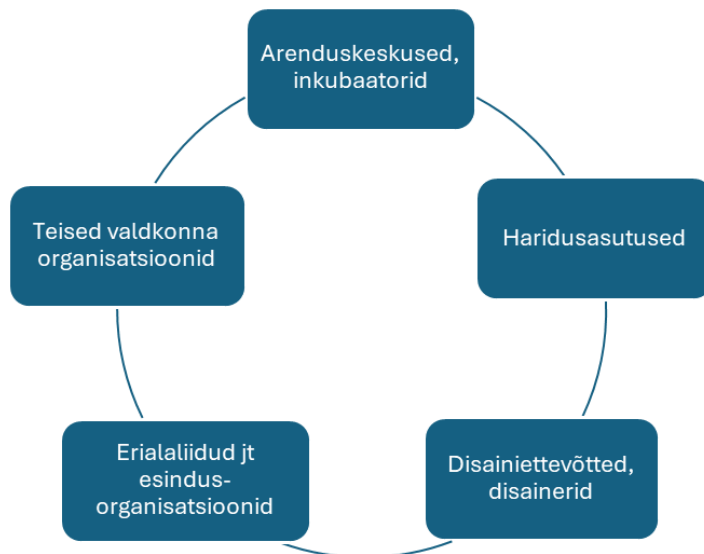 Arenduskeskused,
inkubaatorid
Haridusasutused
Disainiettevõtted,
disainerid
Erialaliidud jt
esindus-
organisatsioonid
Teised valdkonna
organisatsioonid